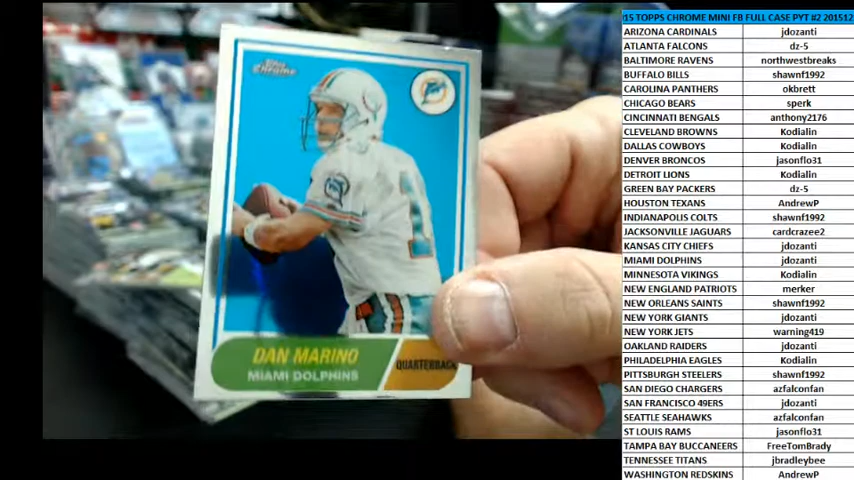 Topps
Chrome
DAN MARINO
MIAMI DOLPHINS
QUARTERBACK
15 TOPPS CHROME MINI FB FULL CASE PYT #2 201512
ARIZONA CARDINALS jdozanti
ATLANTA FALCONS dz-5
BALTIMORE RAVENS northwestbreaks
BUFFALO BILLS shawnf1992
CAROLINA PANTHERS okbrett
CHICAGO BEARS sperk
CINCINNATI BENGALS anthony2176
CLEVELAND BROWNS Kodialin
DALLAS COWBOYS Kodialin
DENVER BRONCOS jasonflo31
DETROIT LIONS Kodialin
GREEN BAY PACKERS dz-5
HOUSTON TEXANS AndrewP
INDIANAPOLIS COLTS shawnf1992
JACKSONVILLE JAGUARS cardcrazee2
KANSAS CITY CHIEFS jdozanti
MIAMI DOLPHINS jdozanti
MINNESOTA VIKINGS Kodialin
NEW ENGLAND PATRIOTS merker
NEW ORLEANS SAINTS shawnf1992
NEW YORK GIANTS jdozanti
NEW YORK JETS warning419
OAKLAND RAIDERS jdozanti
PHILADELPHIA EAGLES Kodialin
PITTSBURGH STEELERS shawnf1992
SAN DIEGO CHARGERS azfalconfan
SAN FRANCISCO 49ERS jdozanti
SEATTLE SEAHAWKS azfalconfan
ST LOUIS RAMS jasonflo31
TAMPA BAY BUCCANEERS FreeTomBrady
TENNESSEE TITANS jbradleybee
WASHINGTON REDSKINS AndrewP